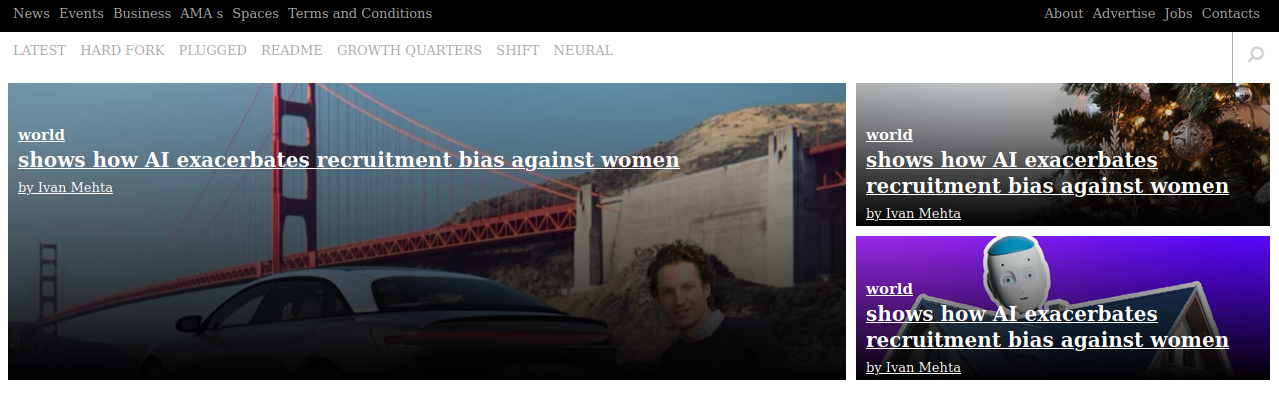 News Events Business AMA s Spaces Terms and Conditions About Advertise Jobs Contacts
LATEST HARD FORK PLUGGED README GROWTH QUARTERS SHIFT NEURAL
world
shows how AI exacerbates recruitment bias against women
by Ivan Mehta
world
shows how AI exacerbates
recruitment bias against women
by Ivan Mehta
world
shows how AI exacerbates
recruitment bias against women
by Ivan Mehta